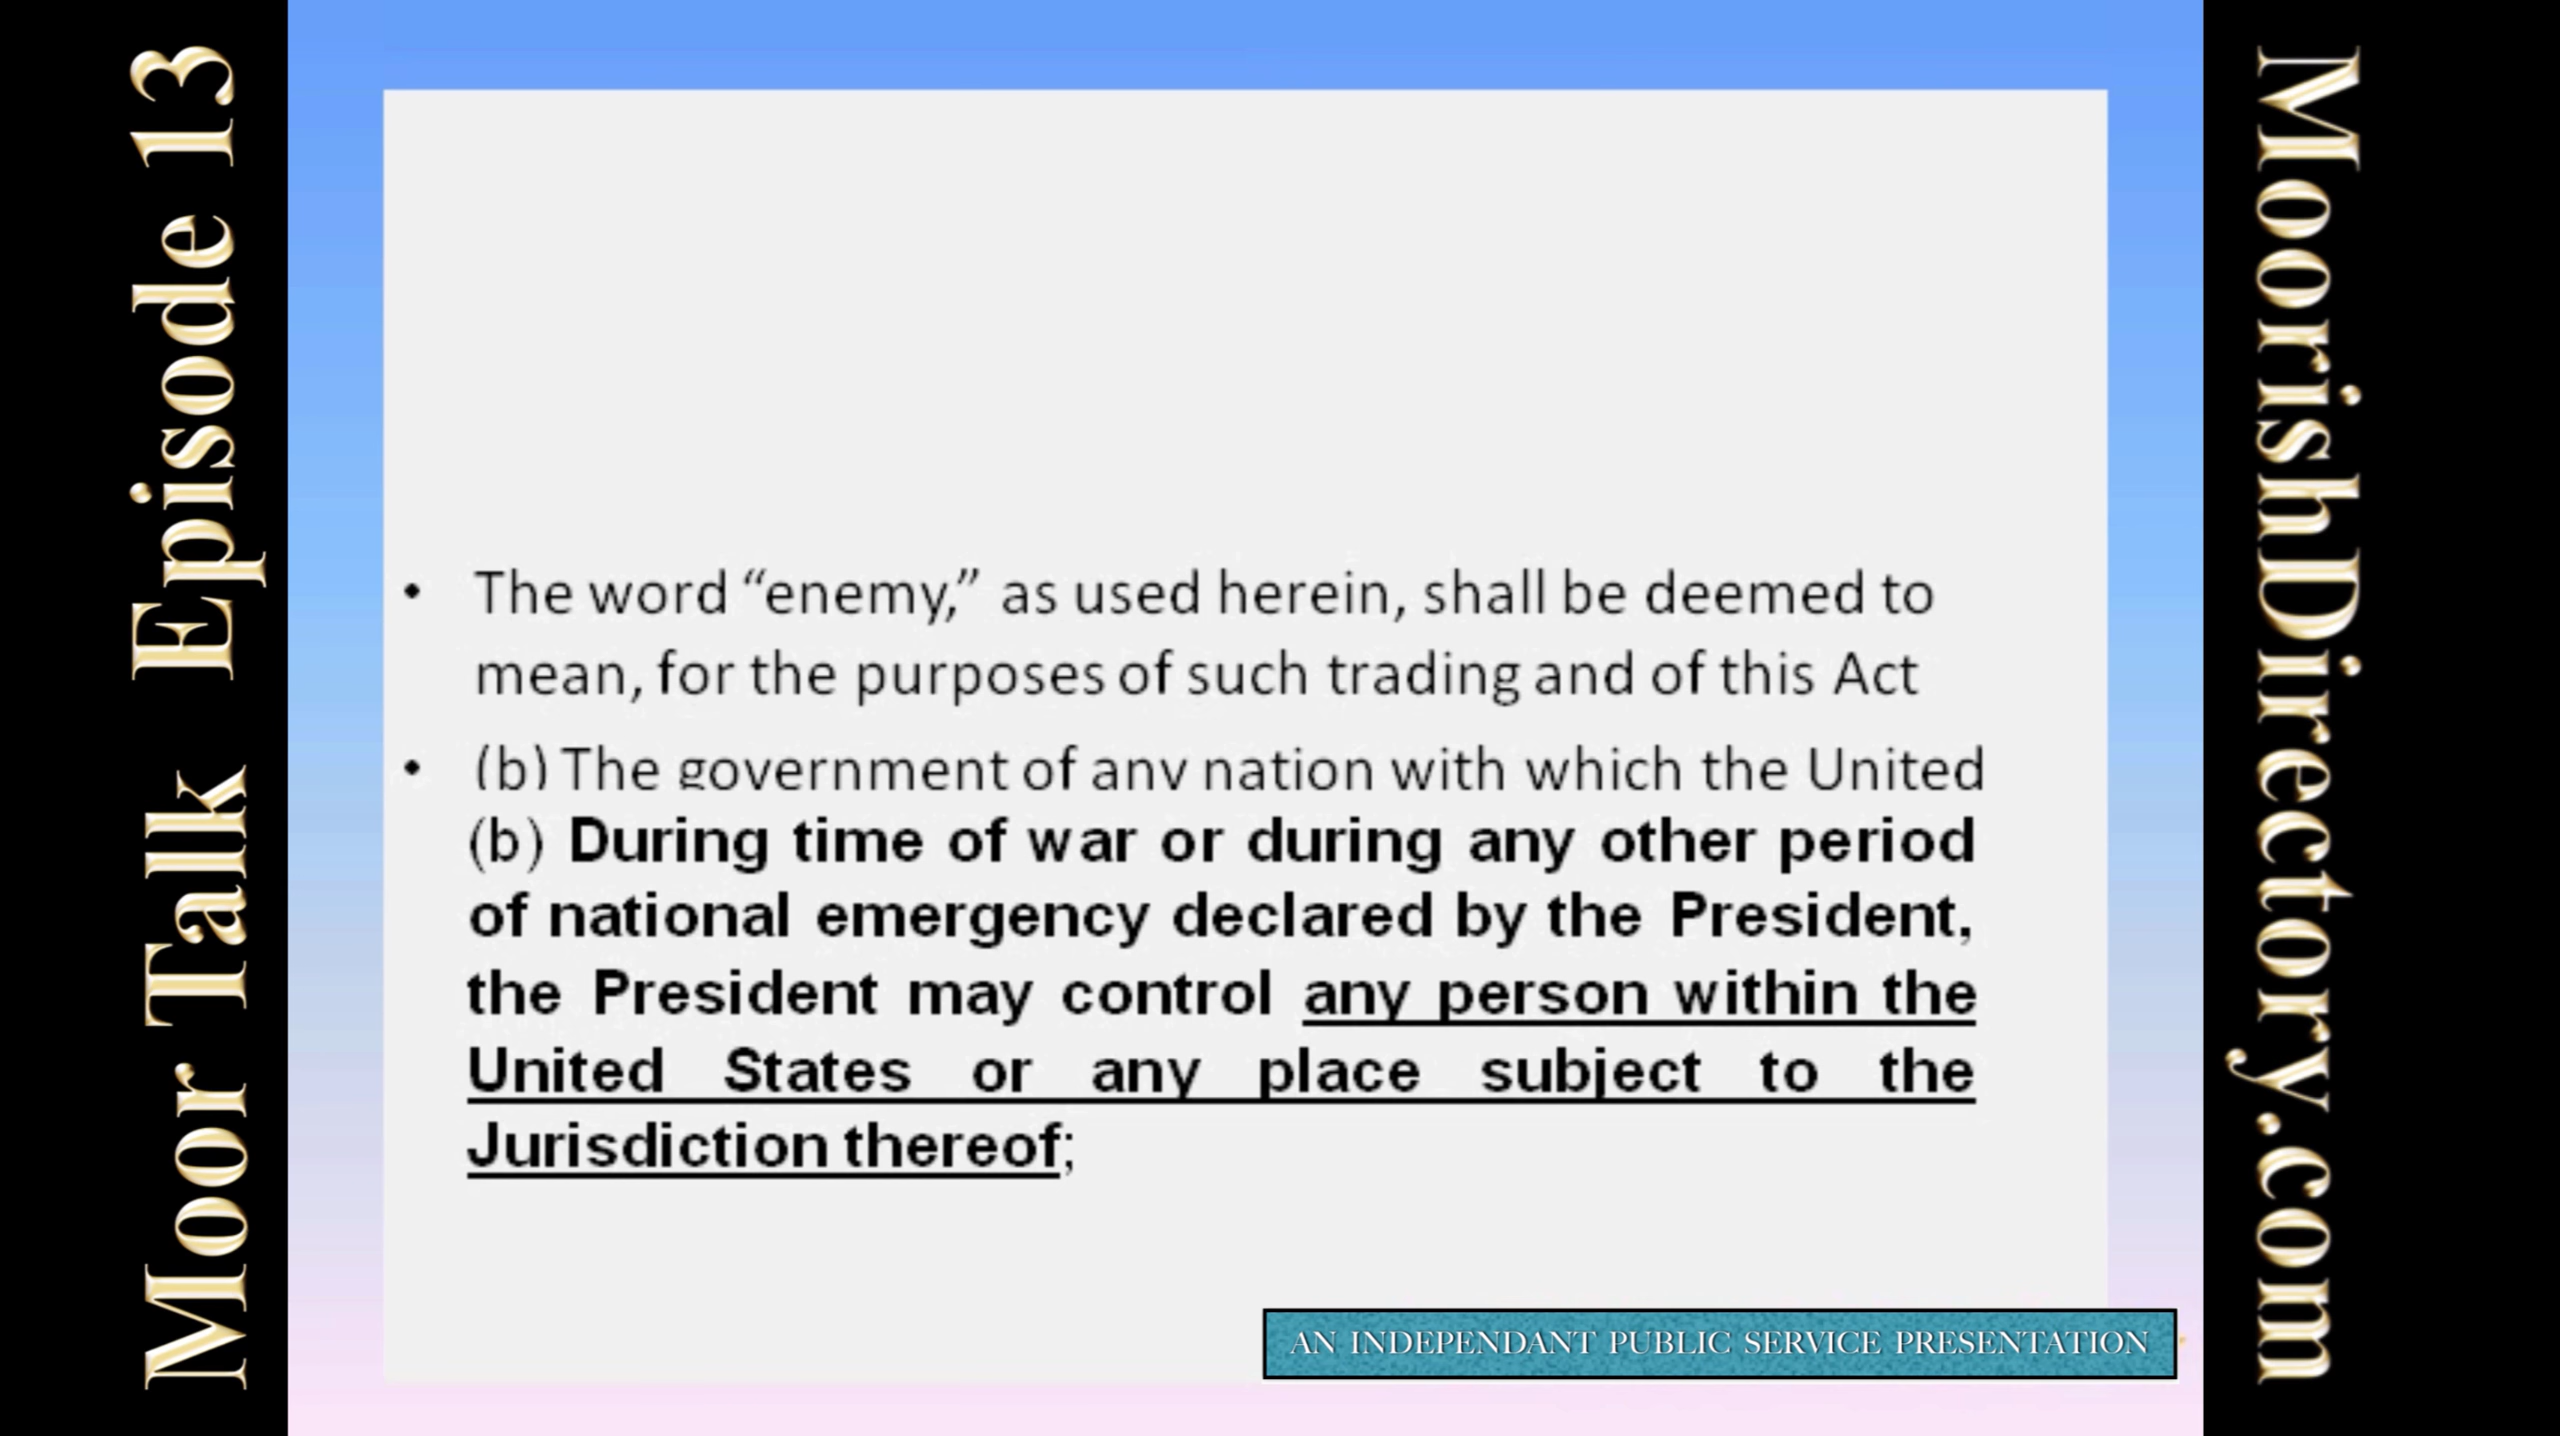 Moor Talk Episode 13
• The word “enemy,” as used herein, shall be deemed to
mean, for the purposes of such trading and of this Act
• (b) The government of any nation with which the United
(b) During time of war or during any other period
of national emergency declared by the President,
the President may control any person within the
United States or any place subject to the
Jurisdiction thereof;
AN INDEPENDANT PUBLIC SERVICE PRESENTATION
MoorishDirectory.com